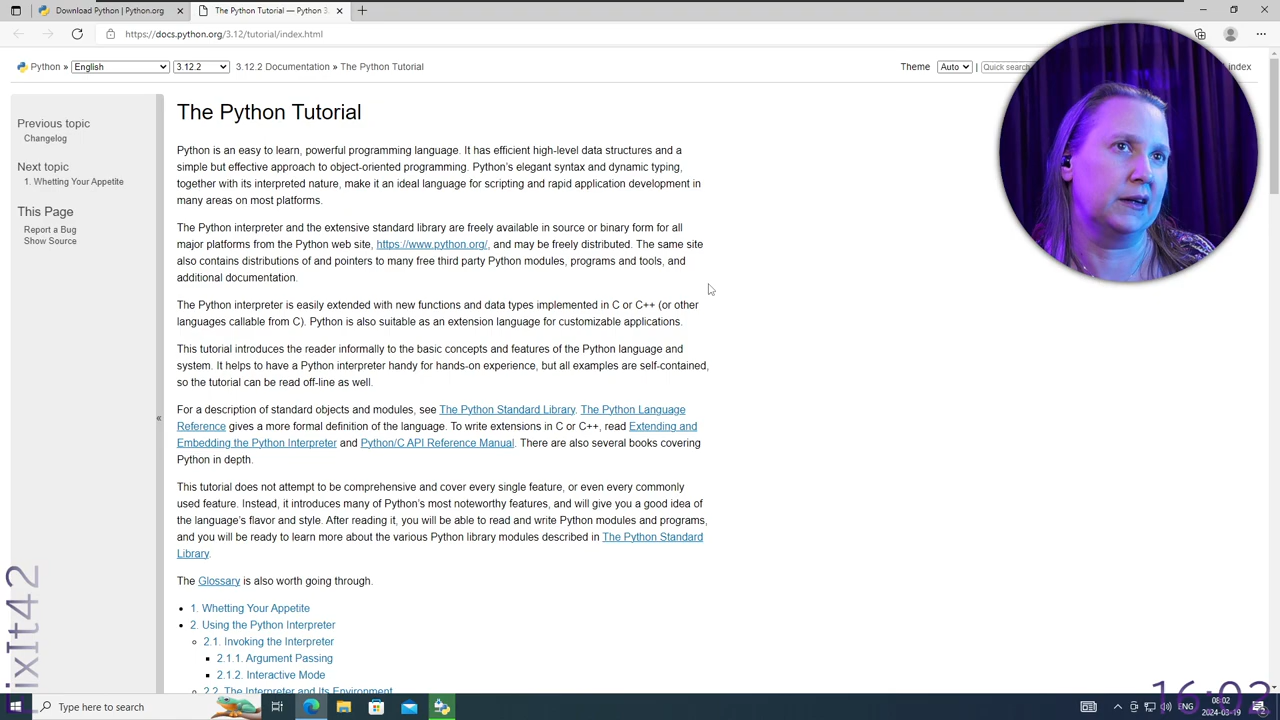 Download Python | Python.org
The Python Tutorial — Python 3.
https://docs.python.org/3.12/tutorial/index.html
Python » English 3.12.2 3.12.2 Documentation » The Python Tutorial
Theme Auto | Quick search index
Previous topic
Changelog
Next topic
1. Whetting Your Appetite
This Page
Report a Bug
Show Source
«
The Python Tutorial
Python is an easy to learn, powerful programming language. It has efficient high-level data structures and a
simple but effective approach to object-oriented programming. Python's elegant syntax and dynamic typing,
together with its interpreted nature, make it an ideal language for scripting and rapid application development in
many areas on most platforms.
The Python interpreter and the extensive standard library are freely available in source or binary form for all
major platforms from the Python web site, https://www.python.org/, and may be freely distributed. The same site
also contains distributions of and pointers to many free third party Python modules, programs and tools, and
additional documentation.
The Python interpreter is easily extended with new functions and data types implemented in C or C++ (or other
languages callable from C). Python is also suitable as an extension language for customizable applications.
This tutorial introduces the reader informally to the basic concepts and features of the Python language and
system. It helps to have a Python interpreter handy for hands-on experience, but all examples are self-contained,
so the tutorial can be read off-line as well.
For a description of standard objects and modules, see The Python Standard Library. The Python Language
Reference gives a more formal definition of the language. To write extensions in C or C++, read Extending and
Embedding the Python Interpreter and Python/C API Reference Manual. There are also several books covering
Python in depth.
This tutorial does not attempt to be comprehensive and cover every single feature, or even every commonly
used feature. Instead, it introduces many of Python's most noteworthy features, and will give you a good idea of
the language's flavor and style. After reading it, you will be able to read and write Python modules and programs,
and you will be ready to learn more about the various Python library modules described in The Python Standard
Library.
The Glossary is also worth going through.
1. Whetting Your Appetite
2. Using the Python Interpreter
2.1. Invoking the Interpreter
2.1.1. Argument Passing
2.1.2. Interactive Mode
2.2. The Interpreter and Its Environment
FixIt42
16:02
Type here to search
ENG
08:02
2024-03-19
2